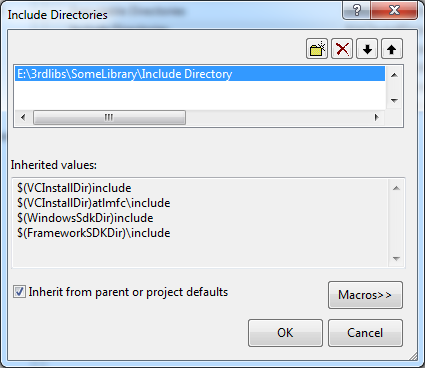 Include Directories
E:\3rdlibs\SomeLibrary\Include Directory
Inherited values:
$(VCInstallDir)include
$(VCInstallDir)atlmfc\include
$(WindowsSdkDir)include
$(FrameworkSDKDir)\include
Inherit from parent or project defaults
Macros>>
OK
Cancel